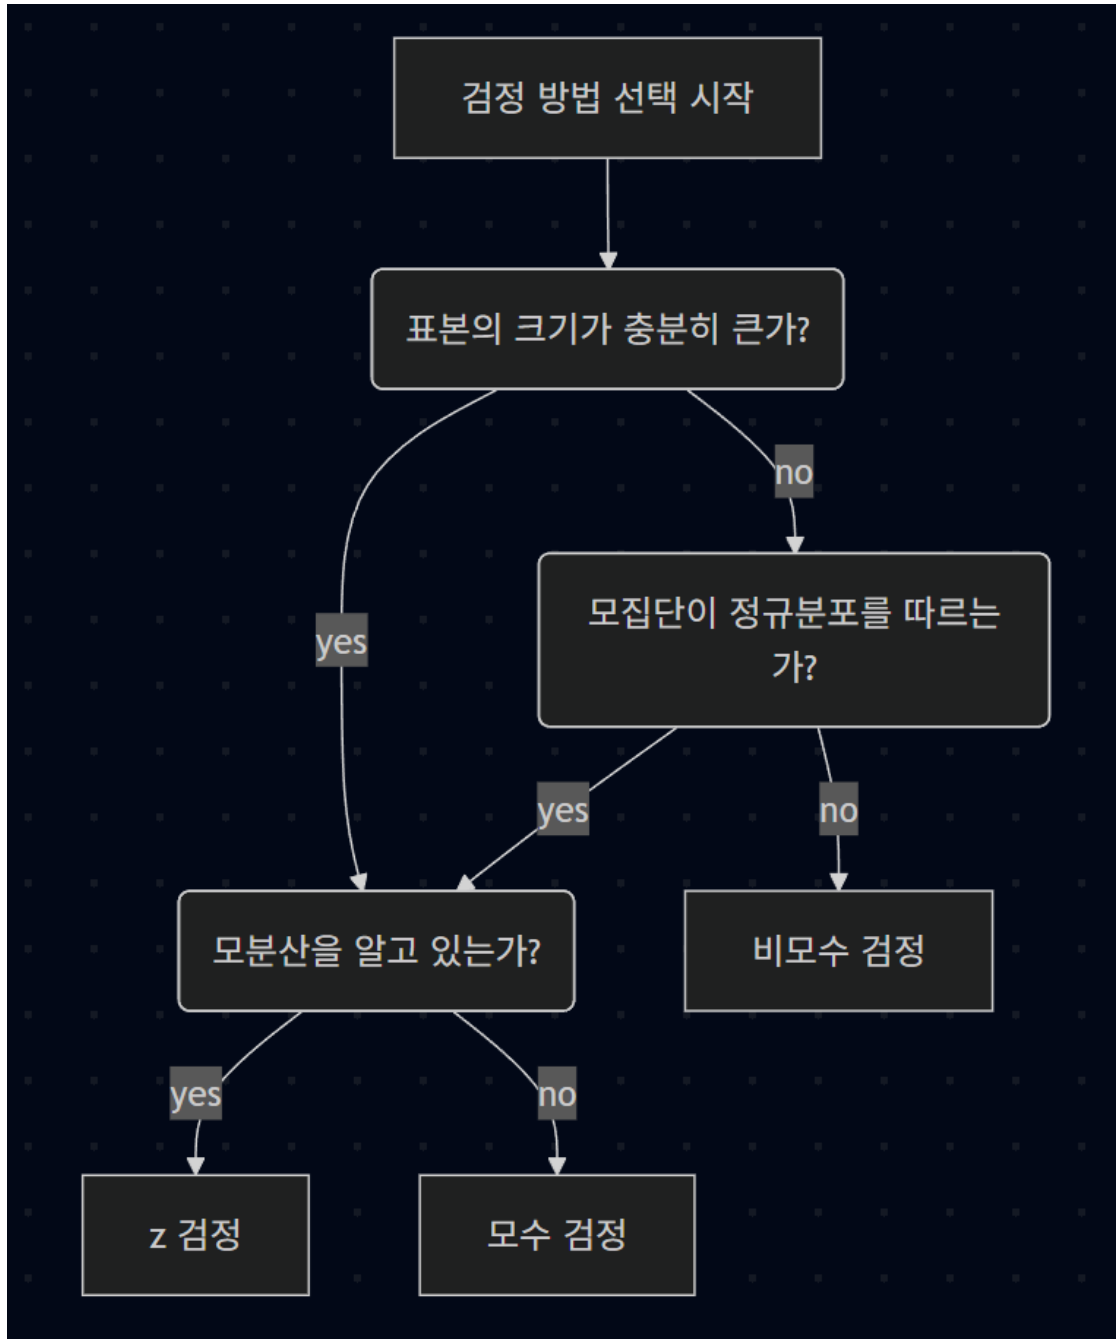 검정 방법 선택 시작
표본의 크기가 충분히 큰가?
no
모집단이 정규분포를 따르는
가?
yes
yes
no
모분산을 알고 있는가?
비모수 검정
yes
no
z 검정
모수 검정